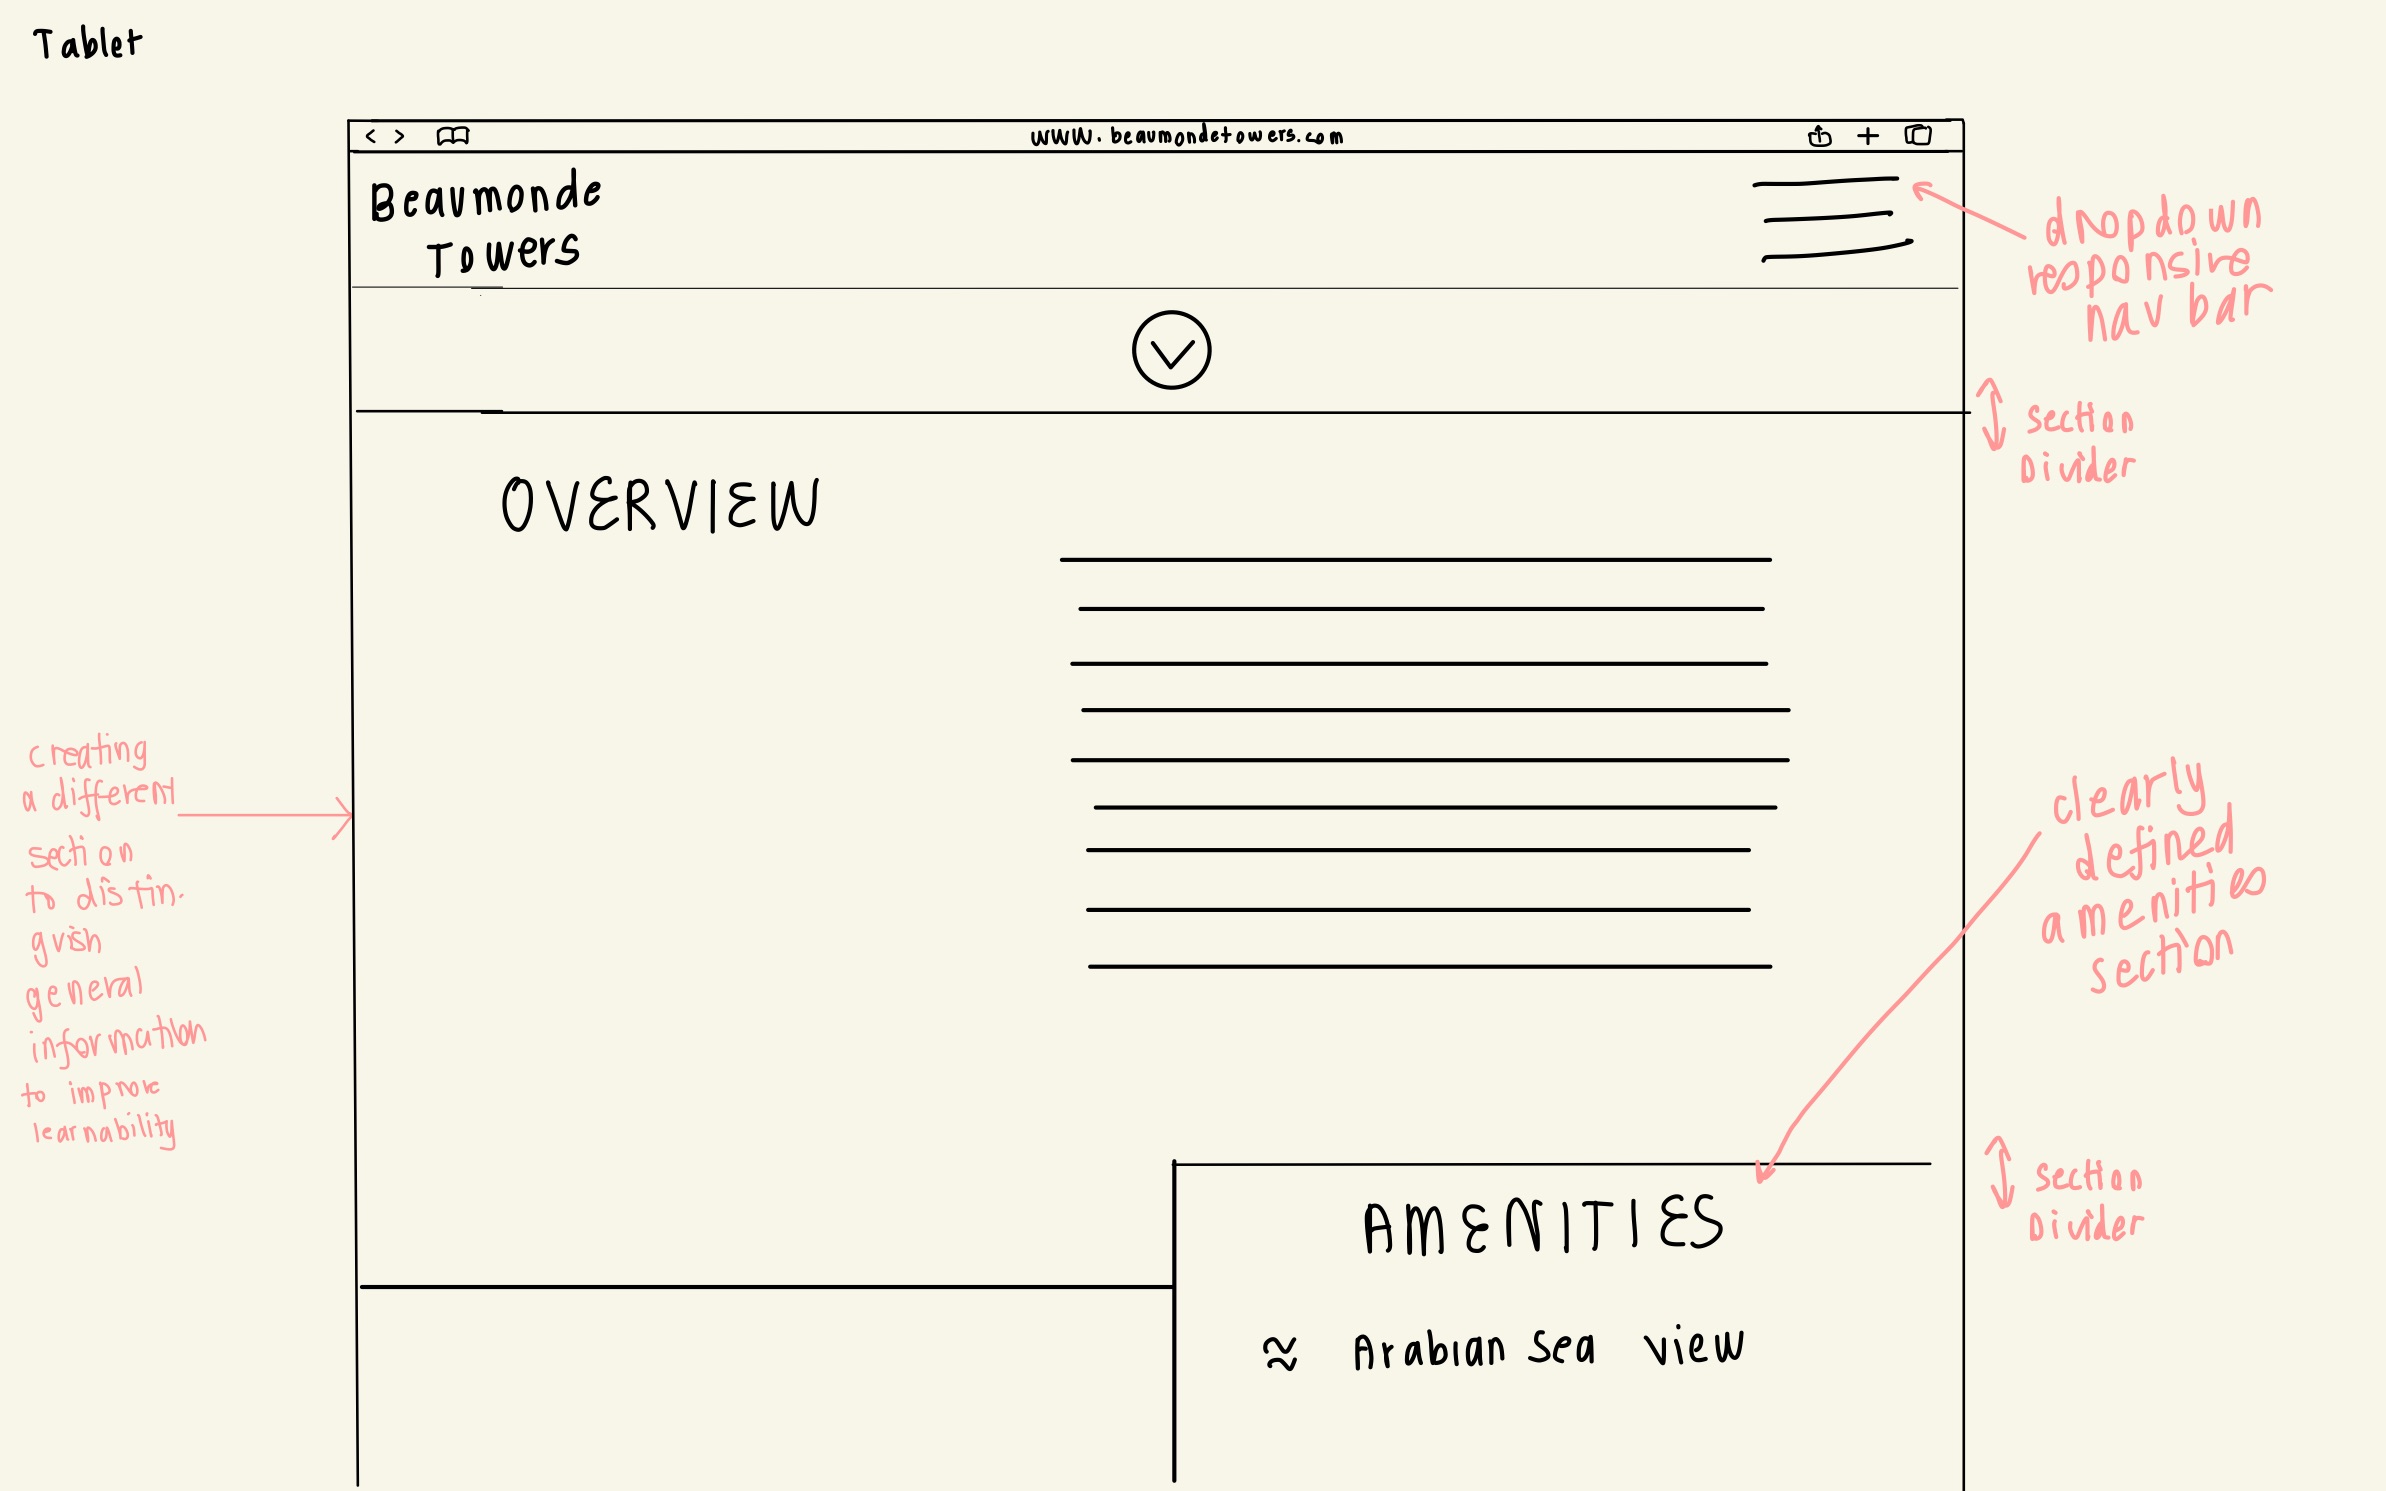 Tablet
www.beaumondetowers.com
Beaumonde
Towers
dropdown
responsive
nav bar
section
Divider
OVERVIEW
creating
a different
section
to distin.
guish
general
information
to improve
learnability
clearly
defined
amenities
section
section
Divider
AMENITIES
≈ Arabian Sea view